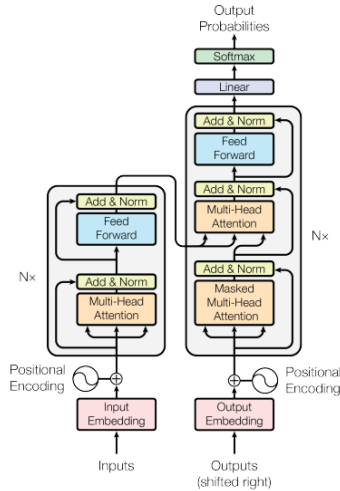 Output
Probabilities
Softmax
Linear
Add & Norm
Feed
Forward
Add & Norm
Multi-Head
Attention
Add & Norm
Masked
Multi-Head
Attention
N×
Add & Norm
Feed
Forward
Add & Norm
Multi-Head
Attention
N×
Positional
Encoding
Positional
Encoding
Input
Embedding
Output
Embedding
Inputs
Outputs
(shifted right)